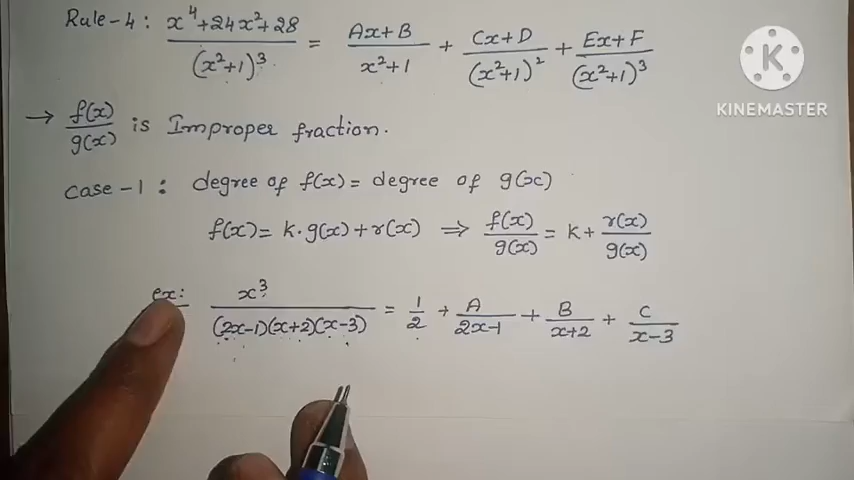 Rule-4: x⁴+24x²+28 / (x²+1)³ = Ax+B / x²+1 + Cx+D / (x²+1)² + Ex+F / (x²+1)³
KINEMASTER
→ f(x)/g(x) is Improper fraction.
case-1: degree of f(x) = degree of g(x)
f(x) = k·g(x)+r(x) ⇒ f(x)/g(x) = k + r(x)/g(x)
ex: x³ / (2x-1)(x+2)(x-3) = 1/2 + A / 2x-1 + B / x+2 + C / x-3